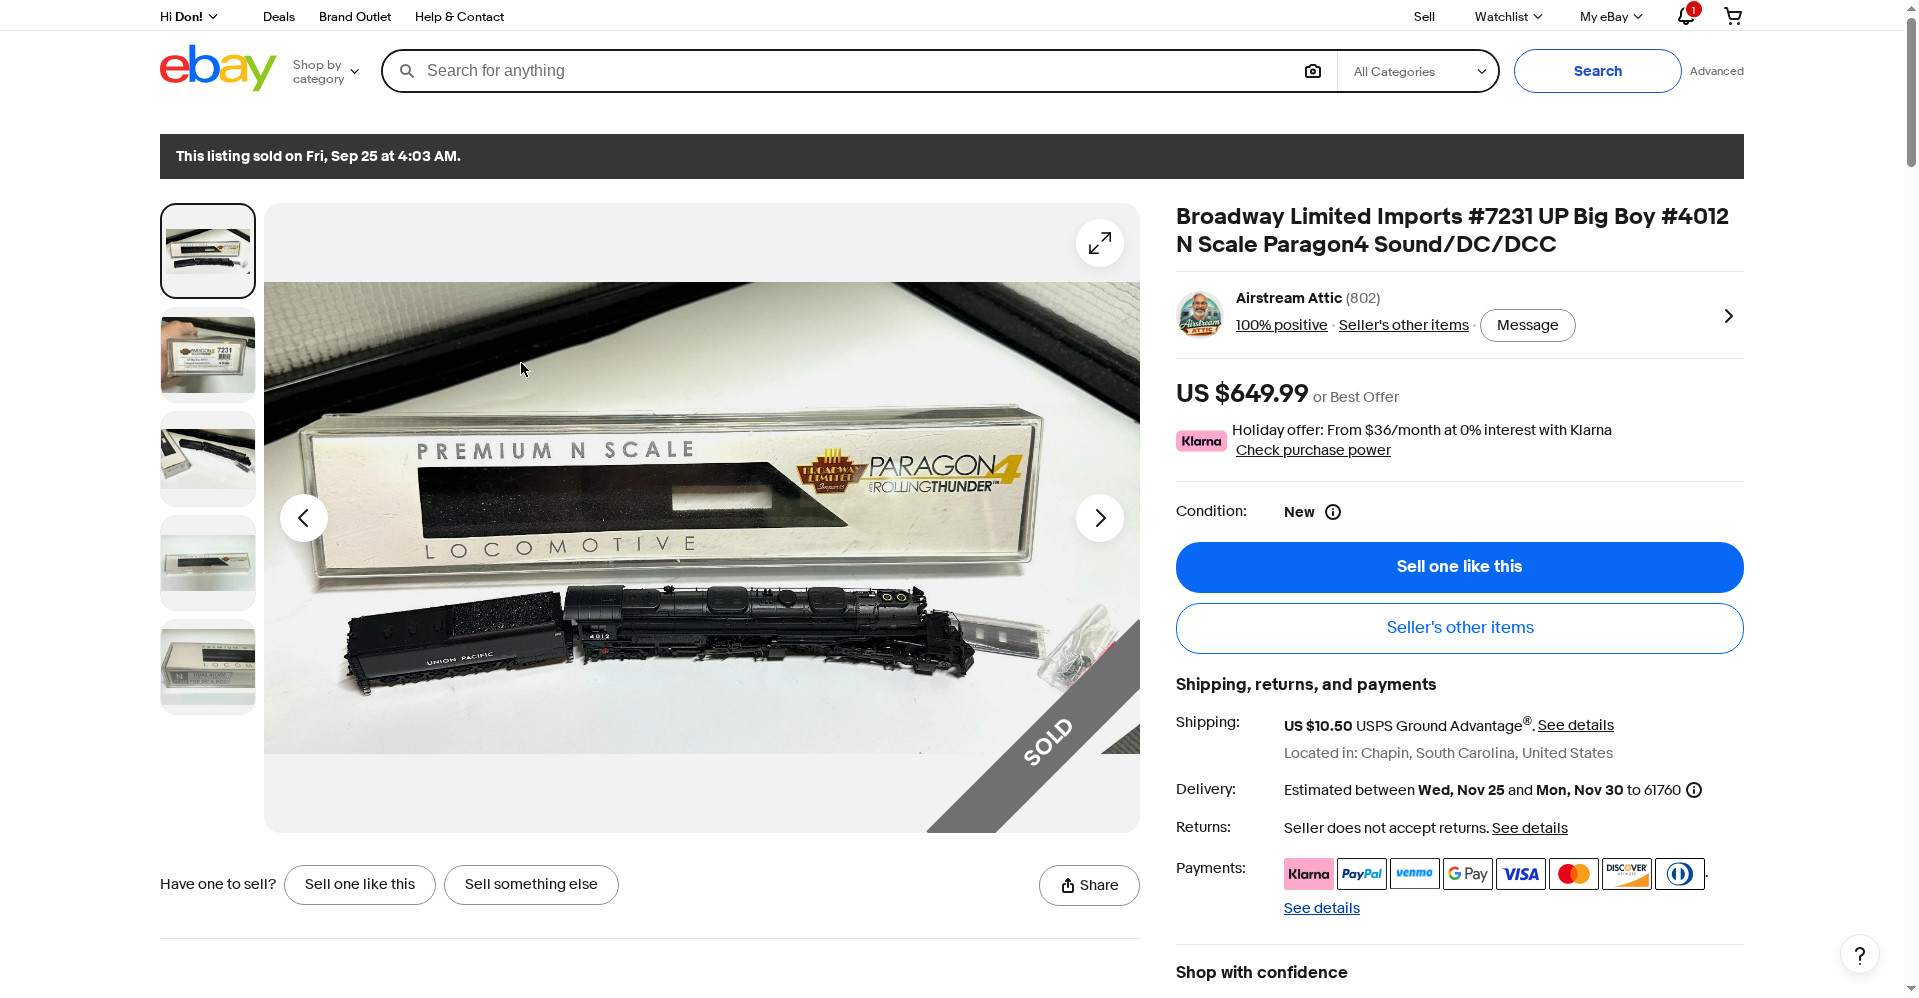 Hi Don!
Deals
Brand Outlet
Help & Contact
Sell
Watchlist
My eBay
1
ebay
Shop by
category
Search for anything
All Categories
Search
Advanced
This listing sold on Fri, Sep 25 at 4:03 AM.
PREMIUM N SCALE
LOCOMOTIVE
BROADWAY
LIMITED
Imports
PARAGON4
ROLLINGTHUNDER™
4012
UNION PACIFIC
SOLD
PARAGON4 7231
Have one to sell?
Sell one like this
Sell something else
Share
Broadway Limited Imports #7231 UP Big Boy #4012
N Scale Paragon4 Sound/DC/DCC
Airstream
ATTIC
Airstream Attic (802)
100% positive · Seller's other items · Message
US $649.99 or Best Offer
Klarna
Holiday offer: From $36/month at 0% interest with Klarna
Check purchase power
Condition: New
Sell one like this
Seller's other items
Shipping, returns, and payments
Shipping: US $10.50 USPS Ground Advantage®. See details
Located in: Chapin, South Carolina, United States
Delivery: Estimated between Wed, Nov 25 and Mon, Nov 30 to 61760
Returns: Seller does not accept returns. See details
Payments: Klarna PayPal venmo G Pay VISA DISCOVER
See details
Shop with confidence
?